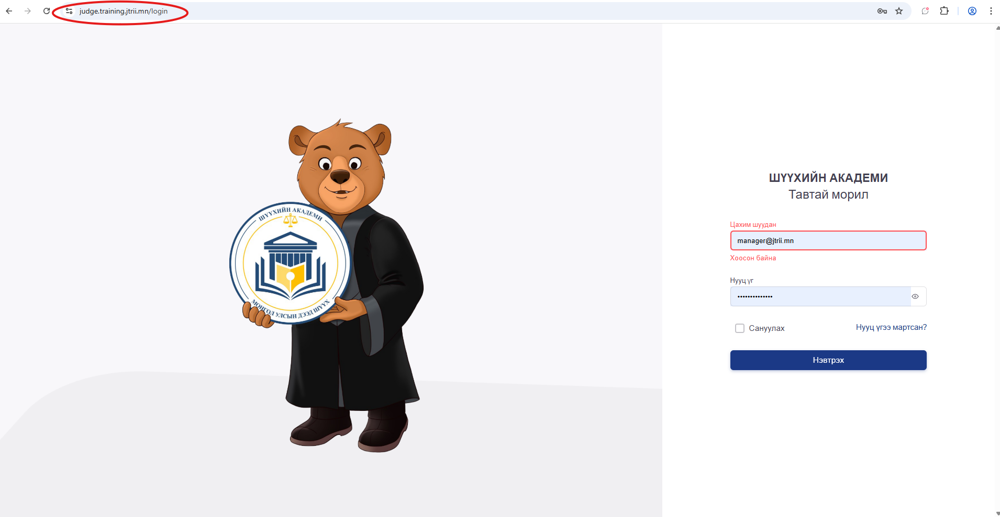 judge.training.jtrii.mn/login
ШҮҮХИЙН АКАДЕМИ
МОНГОЛ УЛСЫН ДЭЭД ШҮҮХ
ШҮҮХИЙН АКАДЕМИ
Тавтай морил
Цахим шуудан
manager@jtrii.mn
Хоосон байна
Нууц үг
••••••••••••••
Сануулах
Нууц үгээ мартсан?
Нэвтрэх